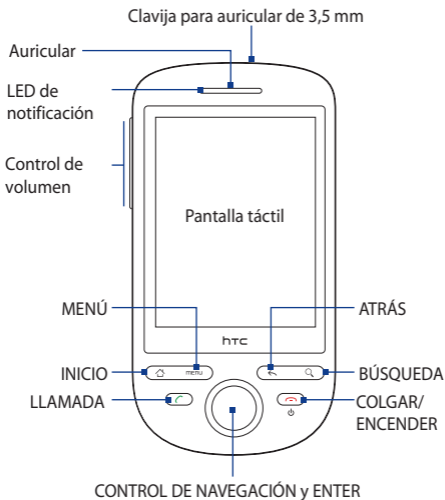 Clavija para auricular de 3,5 mm
Auricular
LED de
notificación
Control de
volumen
Pantalla táctil
MENÚ
ATRÁS
hTC
MENU
INICIO
BÚSQUEDA
LLAMADA
COLGAR/
ENCENDER
CONTROL DE NAVEGACIÓN y ENTER